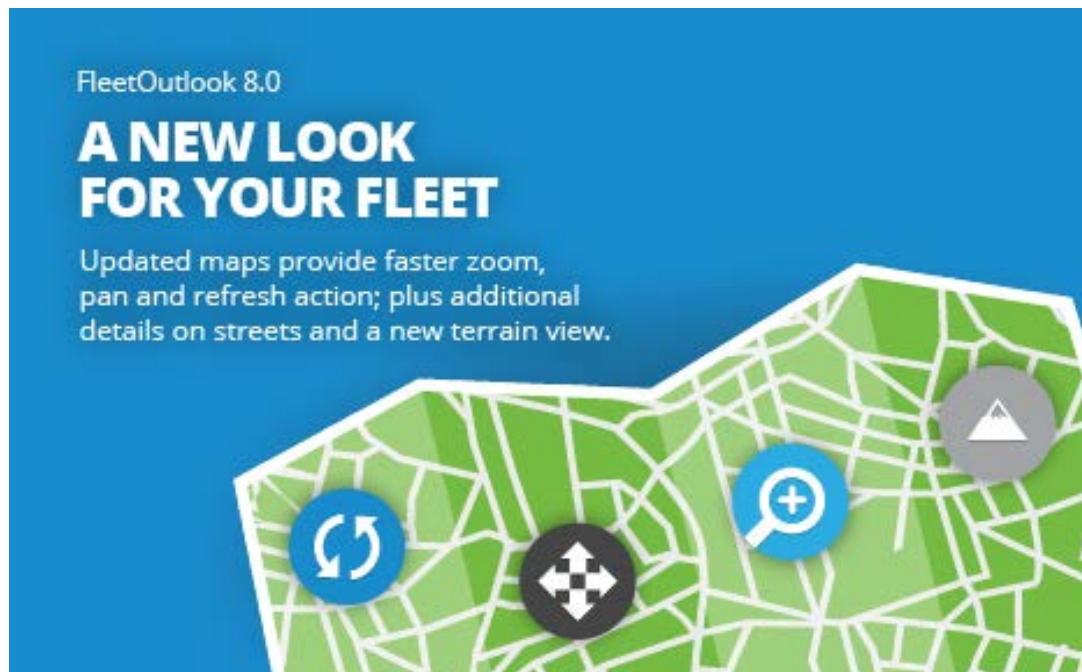 FleetOutlook 8.0
A NEW LOOK
FOR YOUR FLEET
Updated maps provide faster zoom,
pan and refresh action; plus additional
details on streets and a new terrain view.